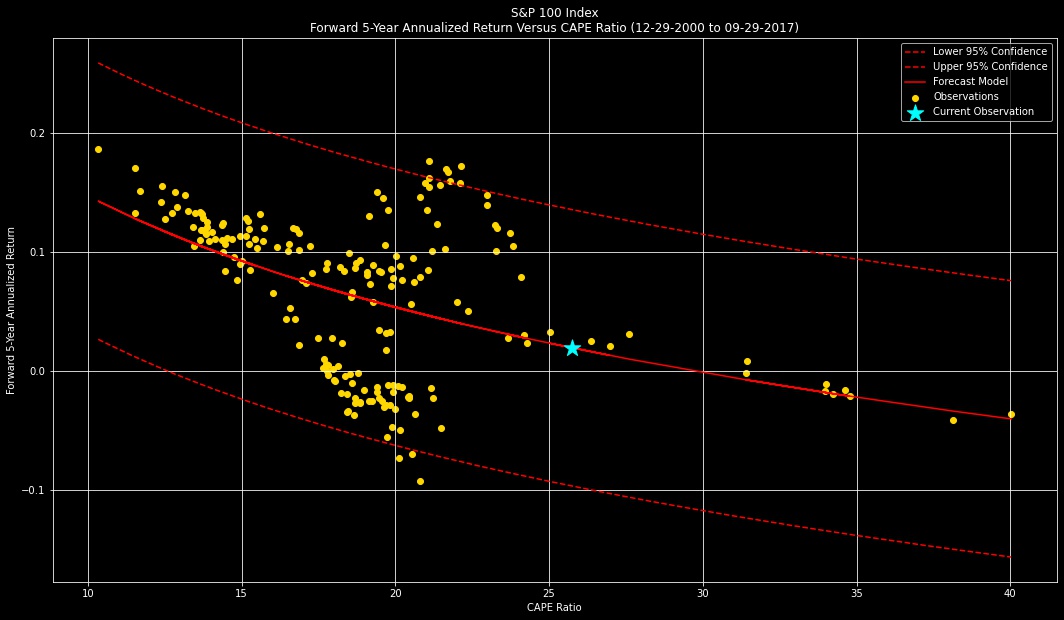 S&P 100 Index
Forward 5-Year Annualized Return Versus CAPE Ratio (12-29-2000 to 09-29-2017)
Lower 95% Confidence
Upper 95% Confidence
Forecast Model
Observations
Current Observation
Forward 5-Year Annualized Return
0.2
0.1
0.0
−0.1
10 15 20 25 30 35 40
CAPE Ratio